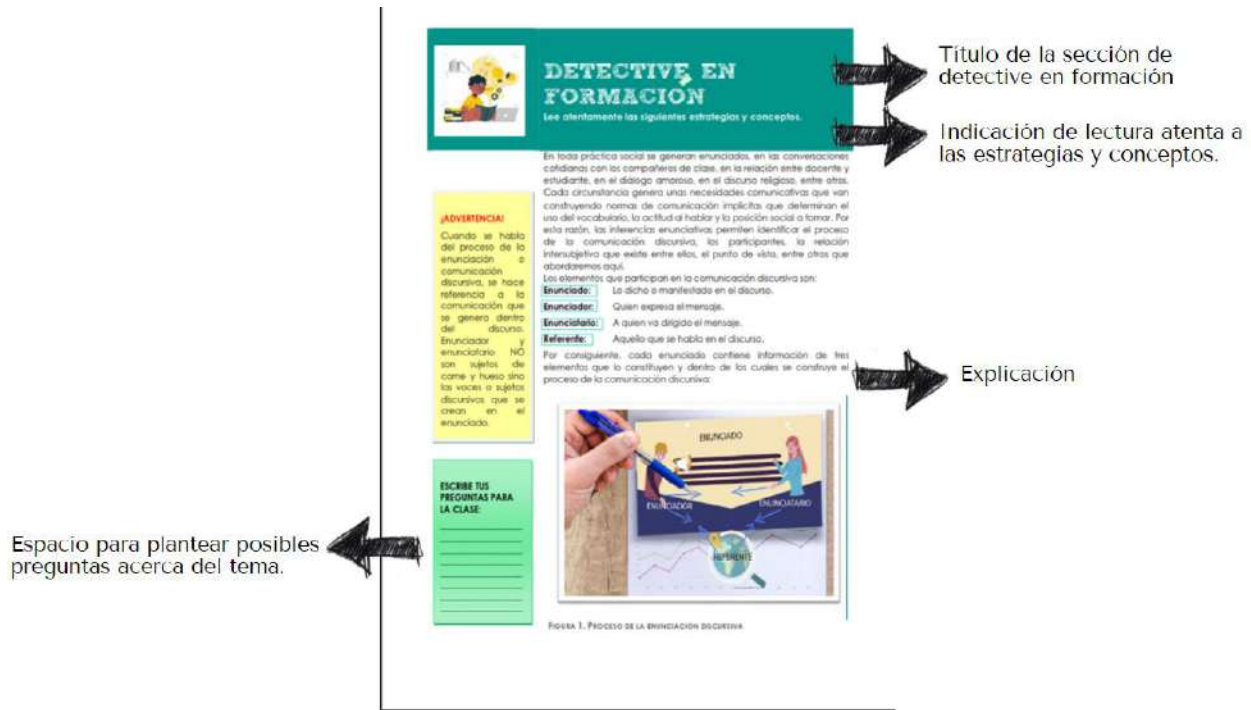 DETECTIVE EN
FORMACIÓN
Lee atentamente las siguientes estrategias y conceptos.
Título de la sección de
detective en formación
Indicación de lectura atenta a
las estrategias y conceptos.
En toda práctica social se generan enunciados, en las conversaciones
cotidianas con los compañeros de clase, en la relación entre docente y
estudiante, en el diálogo amoroso, en el discurso religioso, entre otros.
Cada circunstancia genera unas necesidades comunicativas que van
construyendo normas de comunicación implícitas que determinan el
uso del vocabulario, la actitud al hablar y la posición social a tomar. Por
esta razón, las inferencias enunciativas permiten identificar el proceso
de la comunicación discursiva, los participantes, la relación
intersubjetiva que existe entre ellos, el punto de vista, entre otros que
abordaremos aquí.
Los elementos que participan en la comunicación discursiva son:
Enunciado: Lo dicho o manifestado en el discurso.
Enunciador: Quien expresa el mensaje.
Enunciatario: A quien va dirigido el mensaje.
Referente: Aquello que se habla en el discurso.
Por consiguiente, cada enunciado contiene información de tres
elementos que lo constituyen y dentro de los cuales se construye el
proceso de la comunicación discursiva:
Explicación
¡ADVERTENCIA!
Cuando se habla
del proceso de la
enunciación o
comunicación
discursiva, se hace
referencia a la
comunicación que
se genera dentro
del discurso.
Enunciador y
enunciatario NO
son sujetos de
carne y hueso sino
las voces o sujetos
discursivos que se
crean en el
enunciado.
ENUNCIADO
ENUNCIADOR
ENUNCIATARIO
REFERENTE
ESCRIBE TUS
PREGUNTAS PARA
LA CLASE:
Espacio para plantear posibles
preguntas acerca del tema.
FIGURA 1. PROCESO DE LA ENUNCIACIÓN DISCURSIVA